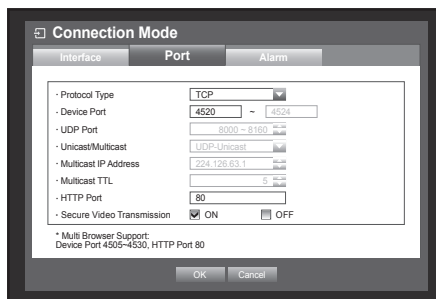 Connection Mode
Interface Port Alarm
· Protocol Type TCP
· Device Port 4520 ~ 4524
· UDP Port 8000 ~ 8160
· Unicast/Multicast UDP-Unicast
· Multicast IP Address 224.126.63.1
· Multicast TTL 5
· HTTP Port 80
· Secure Video Transmission ON OFF
* Multi Browser Support:
Device Port 4505~4530, HTTP Port 80
OK Cancel